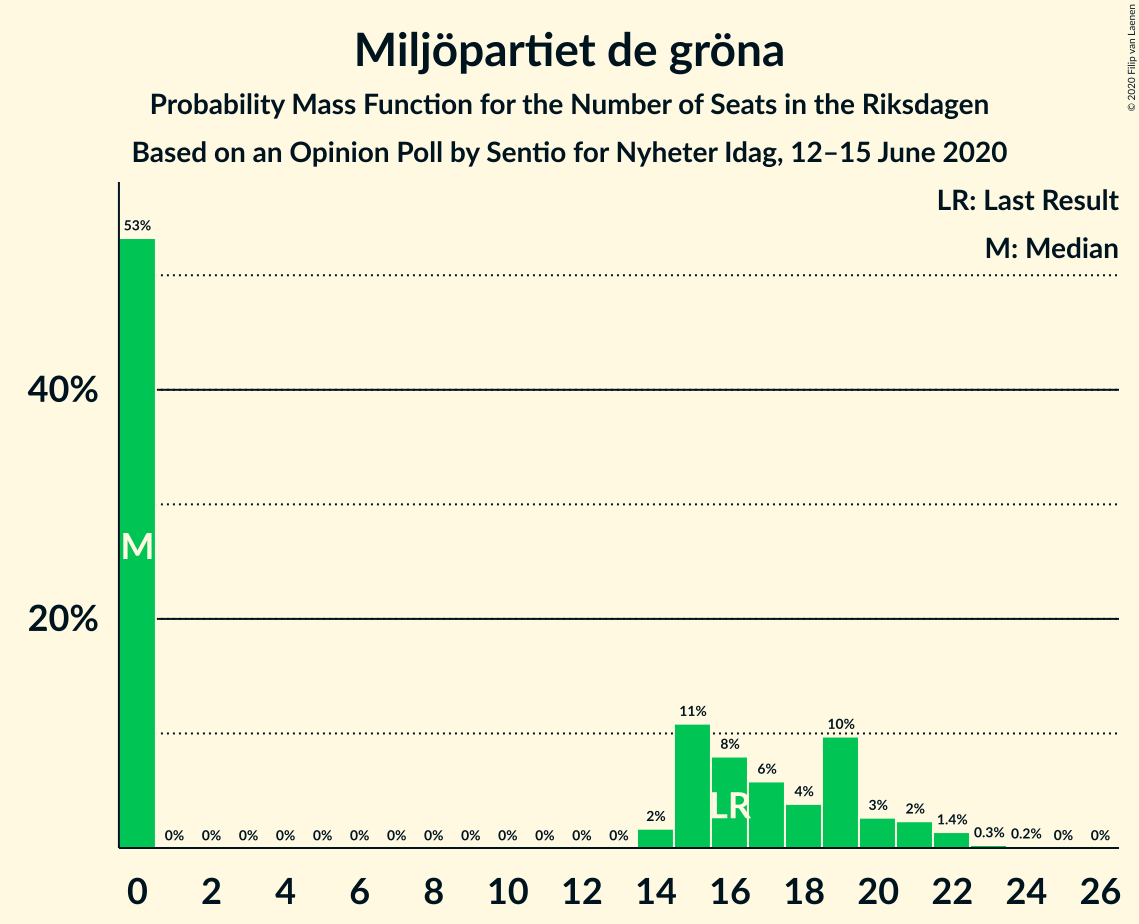 Miljöpartiet de gröna
Probability Mass Function for the Number of Seats in the Riksdagen
Based on an Opinion Poll by Sentio for Nyheter Idag, 12–15 June 2020
© 2020 Filip van Laenen
LR: Last Result
M: Median
53%
40%
M
20%
11%
10%
8%
6%
4%
LR
3%
2%
2%
1.4%
0% 0% 0% 0% 0% 0% 0% 0% 0% 0% 0% 0% 0% 0.3% 0.2% 0% 0%
0 2 4 6 8 10 12 14 16 18 20 22 24 26